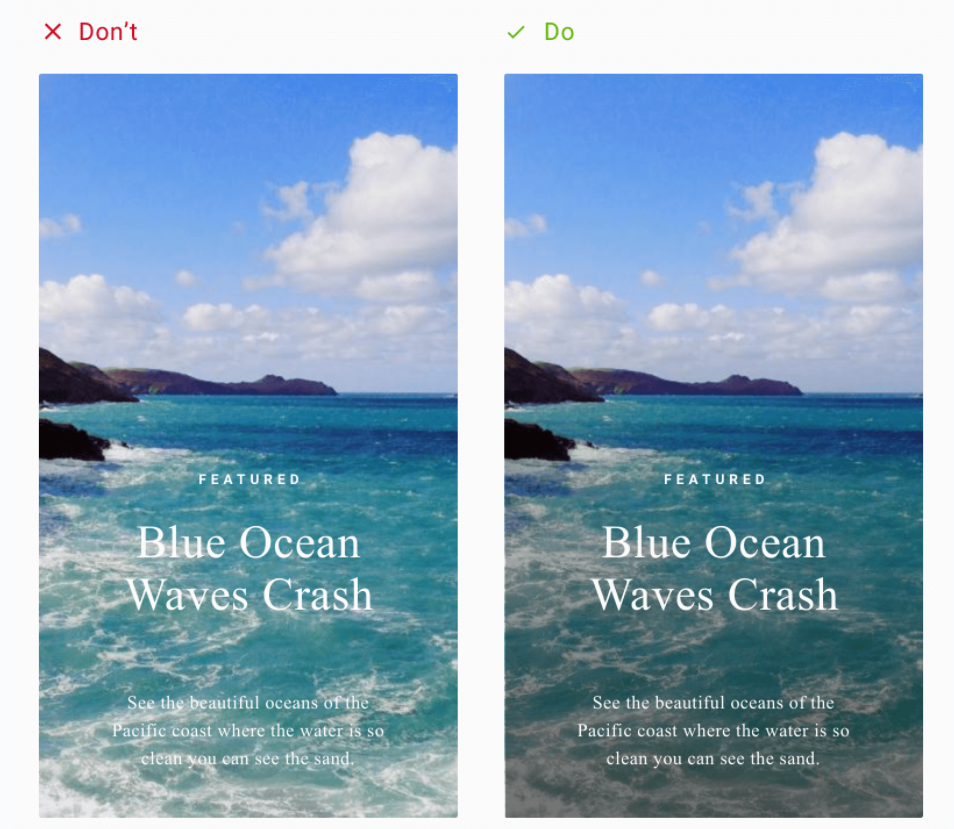 Don't
Do
FEATURED
Blue Ocean
Waves Crash
See the beautiful oceans of the
Pacific coast where the water is so
clean you can see the sand.
FEATURED
Blue Ocean
Waves Crash
See the beautiful oceans of the
Pacific coast where the water is so
clean you can see the sand.